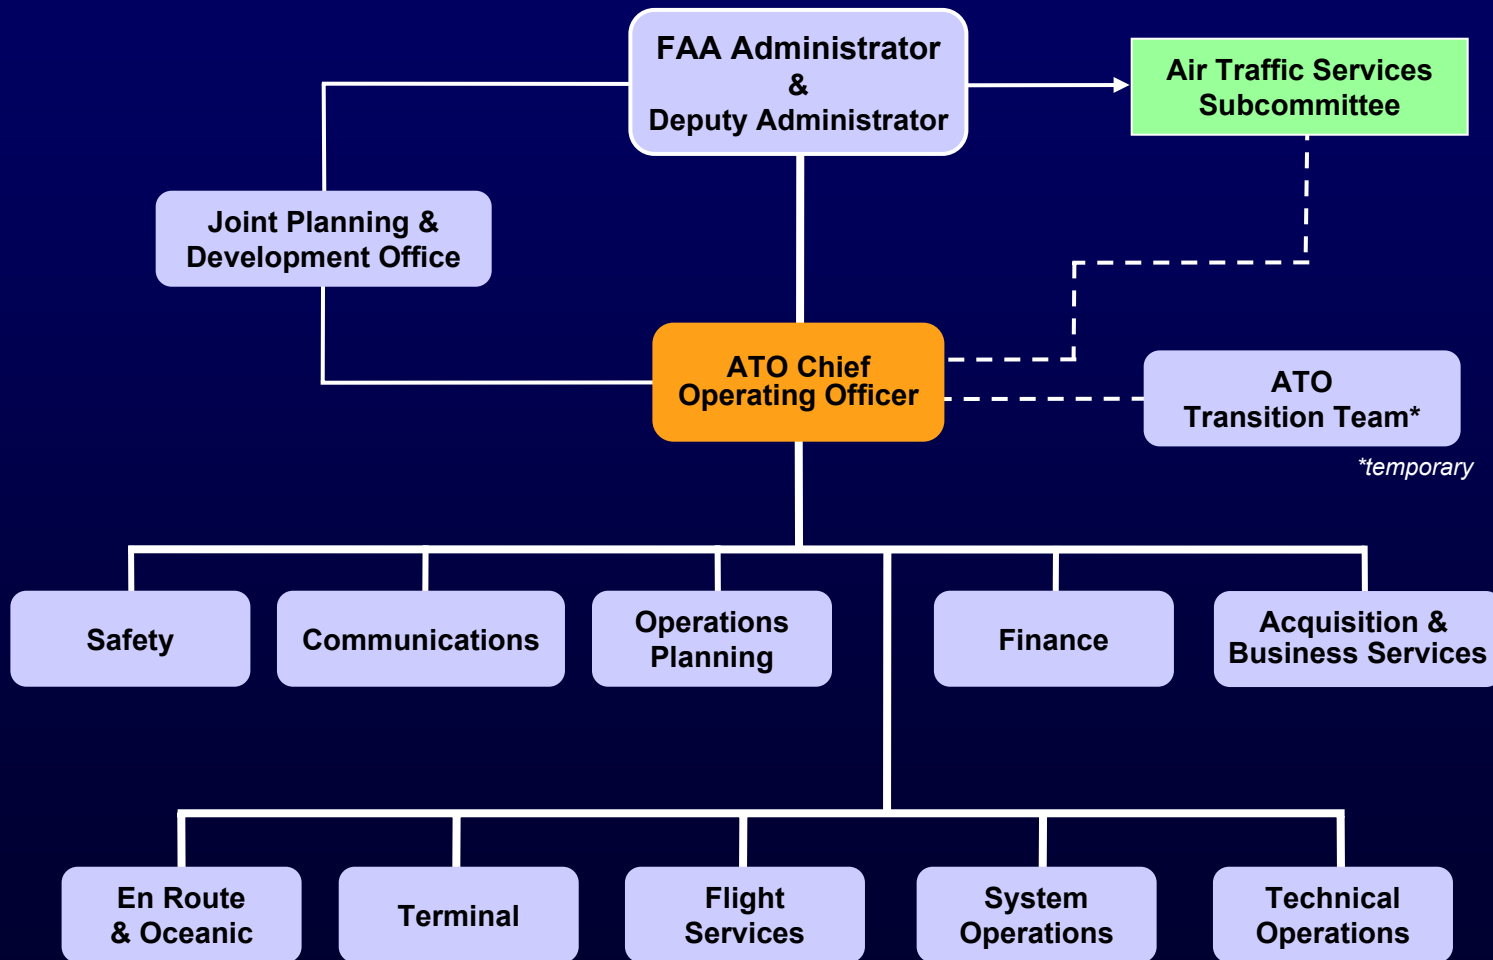 FAA Administrator
&
Deputy Administrator
Air Traffic Services
Subcommittee
Joint Planning &
Development Office
ATO Chief
Operating Officer
ATO
Transition Team*
*temporary
Safety
Communications
Operations
Planning
Finance
Acquisition &
Business Services
En Route
& Oceanic
Terminal
Flight
Services
System
Operations
Technical
Operations